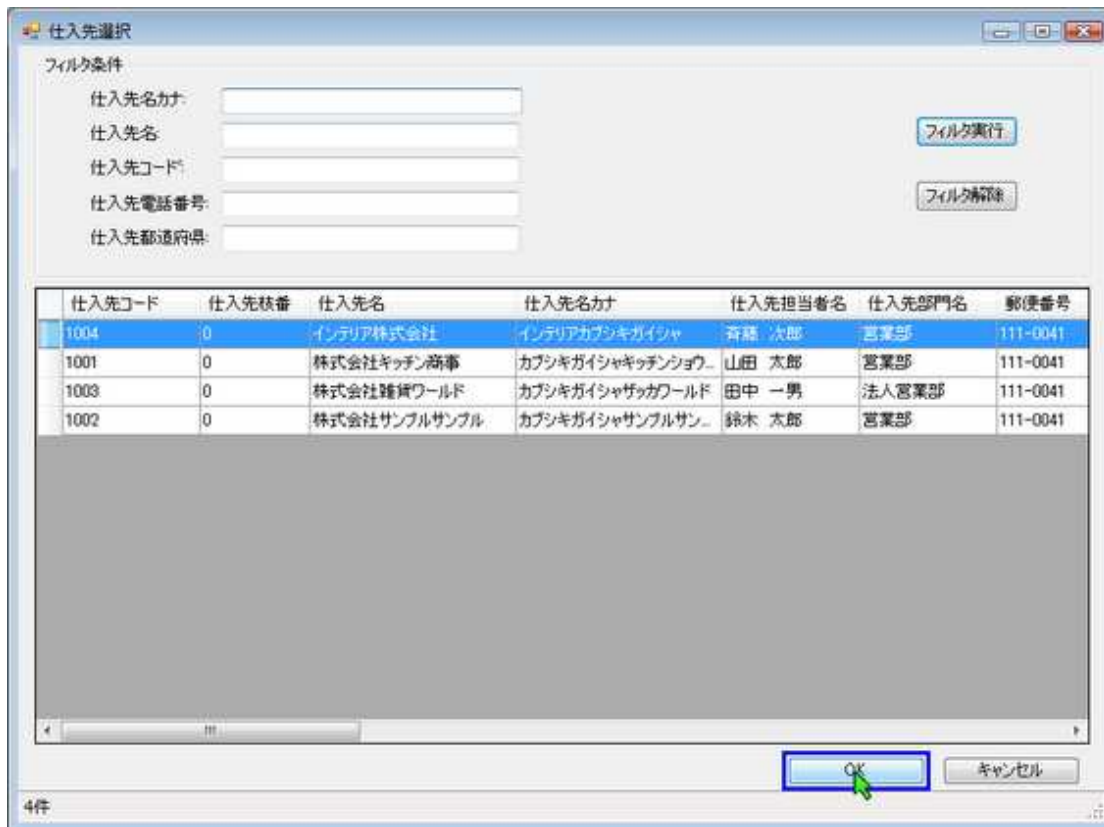 仕入先選択
フィルタ条件
仕入先名カナ:
仕入先名:
フィルタ実行
仕入先コード:
仕入先電話番号:
フィルタ解除
仕入先都道府県:
仕入先コード 仕入先枝番 仕入先名 仕入先名カナ 仕入先担当者名 仕入先部門名 郵便番号
1004 0 インテリア株式会社 インテリアカブシキガイシャ 斉藤 次郎 営業部 111-0041
1001 0 株式会社キッチン商事 カブシキガイシャキッチンショウ... 山田 太郎 営業部 111-0041
1003 0 株式会社雑貨ワールド カブシキガイシャザッカワールド 田中 一男 法人営業部 111-0041
1002 0 株式会社サンプルサンプル カブシキガイシャサンプルサン... 鈴木 太郎 営業部 111-0041
OK キャンセル
4件